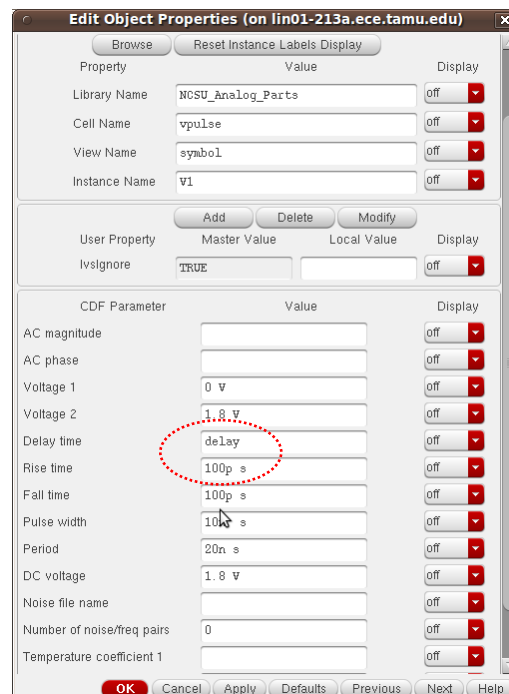 Edit Object Properties (on lin01-213a.ece.tamu.edu)
Browse Reset Instance Labels Display
Property Value Display
Library Name NCSU_Analog_Parts off
Cell Name vpulse off
View Name symbol off
Instance Name V1 off
Add Delete Modify
User Property Master Value Local Value Display
lvsIgnore TRUE off
CDF Parameter Value Display
AC magnitude off
AC phase off
Voltage 1 0 V off
Voltage 2 1.8 V off
Delay time delay off
Rise time 100p s off
Fall time 100p s off
Pulse width s off
Period 20n s off
DC voltage 1.8 V off
Noise file name off
Number of noise/freq pairs 0 off
Temperature coefficient 1 off
OK Cancel Apply Defaults Previous Next Help